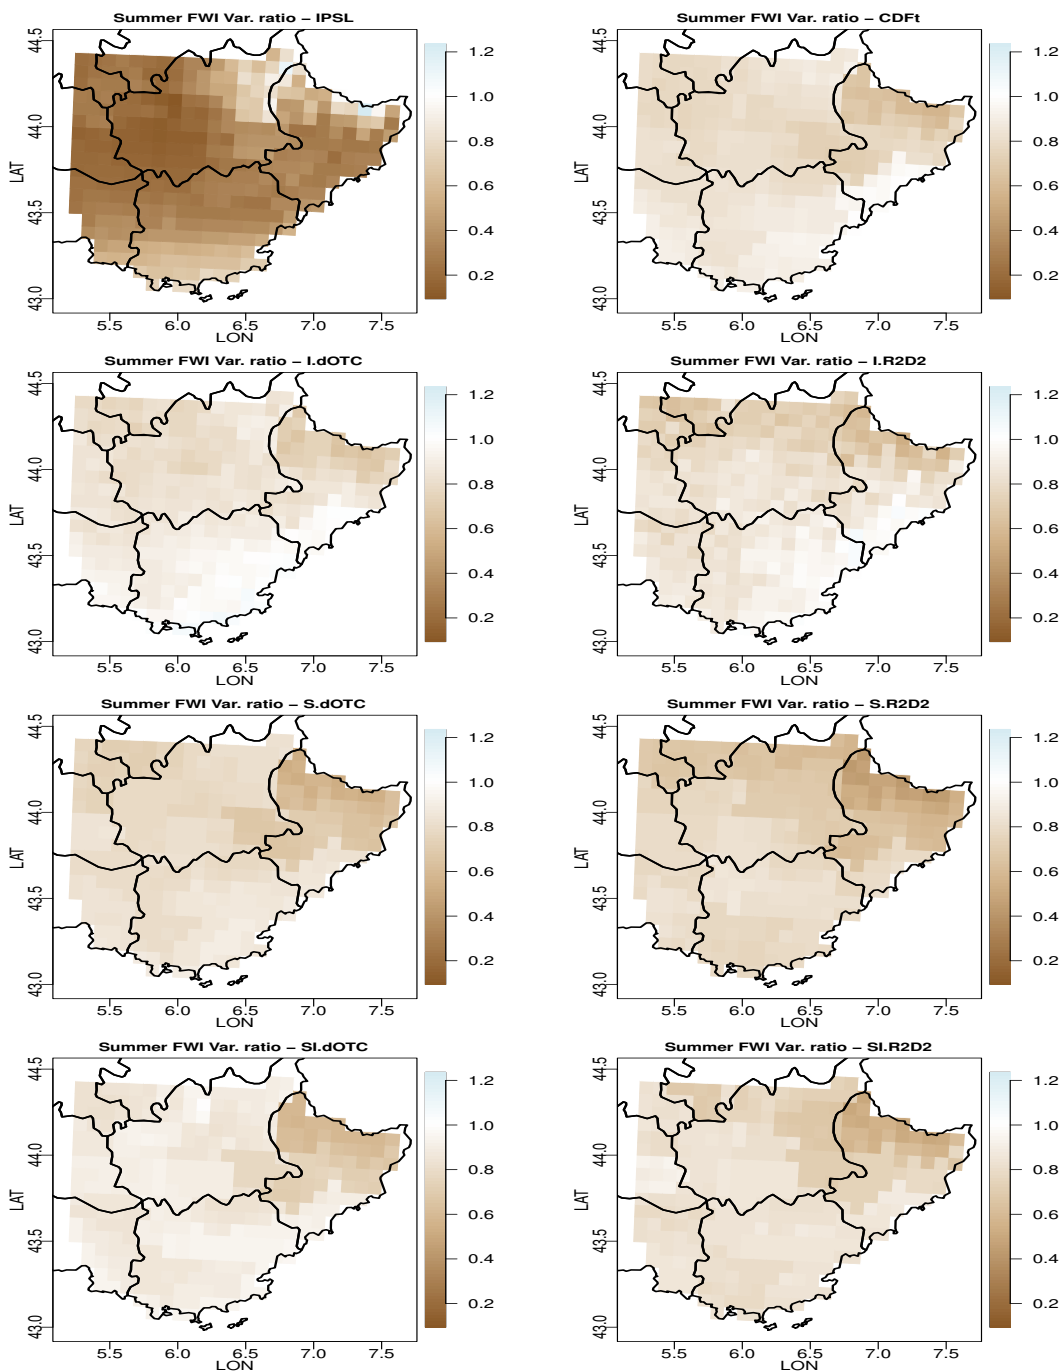 Summer FWI Var. ratio − IPSL
LAT
44.5
44.0
43.5
43.0
5.5 6.0 6.5 7.0 7.5
LON
1.2
1.0
0.8
0.6
0.4
0.2
Summer FWI Var. ratio − CDFt
LAT
44.5
44.0
43.5
43.0
5.5 6.0 6.5 7.0 7.5
LON
1.2
1.0
0.8
0.6
0.4
0.2
Summer FWI Var. ratio − I.dOTC
LAT
44.5
44.0
43.5
43.0
5.5 6.0 6.5 7.0 7.5
LON
1.2
1.0
0.8
0.6
0.4
0.2
Summer FWI Var. ratio − I.R2D2
LAT
44.5
44.0
43.5
43.0
5.5 6.0 6.5 7.0 7.5
LON
1.2
1.0
0.8
0.6
0.4
0.2
Summer FWI Var. ratio − S.dOTC
LAT
44.5
44.0
43.5
43.0
5.5 6.0 6.5 7.0 7.5
LON
1.2
1.0
0.8
0.6
0.4
0.2
Summer FWI Var. ratio − S.R2D2
LAT
44.5
44.0
43.5
43.0
5.5 6.0 6.5 7.0 7.5
LON
1.2
1.0
0.8
0.6
0.4
0.2
Summer FWI Var. ratio − SI.dOTC
LAT
44.5
44.0
43.5
43.0
5.5 6.0 6.5 7.0 7.5
LON
1.2
1.0
0.8
0.6
0.4
0.2
Summer FWI Var. ratio − SI.R2D2
LAT
44.5
44.0
43.5
43.0
5.5 6.0 6.5 7.0 7.5
LON
1.2
1.0
0.8
0.6
0.4
0.2